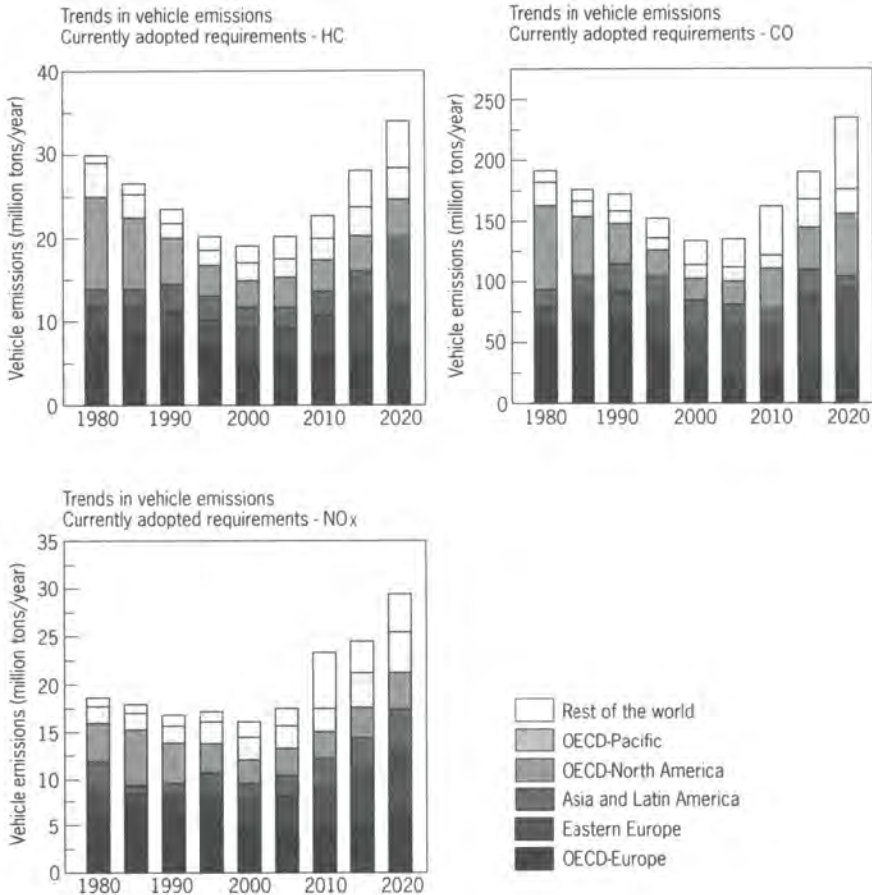 Trends in vehicle emissions
Currently adopted requirements - HC
Vehicle emissions (million tons/year)
40
30
20
10
0
1980
1990
2000
2010
2020
Trends in vehicle emissions
Currently adopted requirements - CO
Vehicle emissions (million tons/year)
250
200
150
100
50
0
1980
1990
2000
2010
2020
Trends in vehicle emissions
Currently adopted requirements - NOx
Vehicle emissions (million tons/year)
35
30
25
20
15
10
5
0
1980
1990
2000
2010
2020
Rest of the world
OECD-Pacific
OECD-North America
Asia and Latin America
Eastern Europe
OECD-Europe